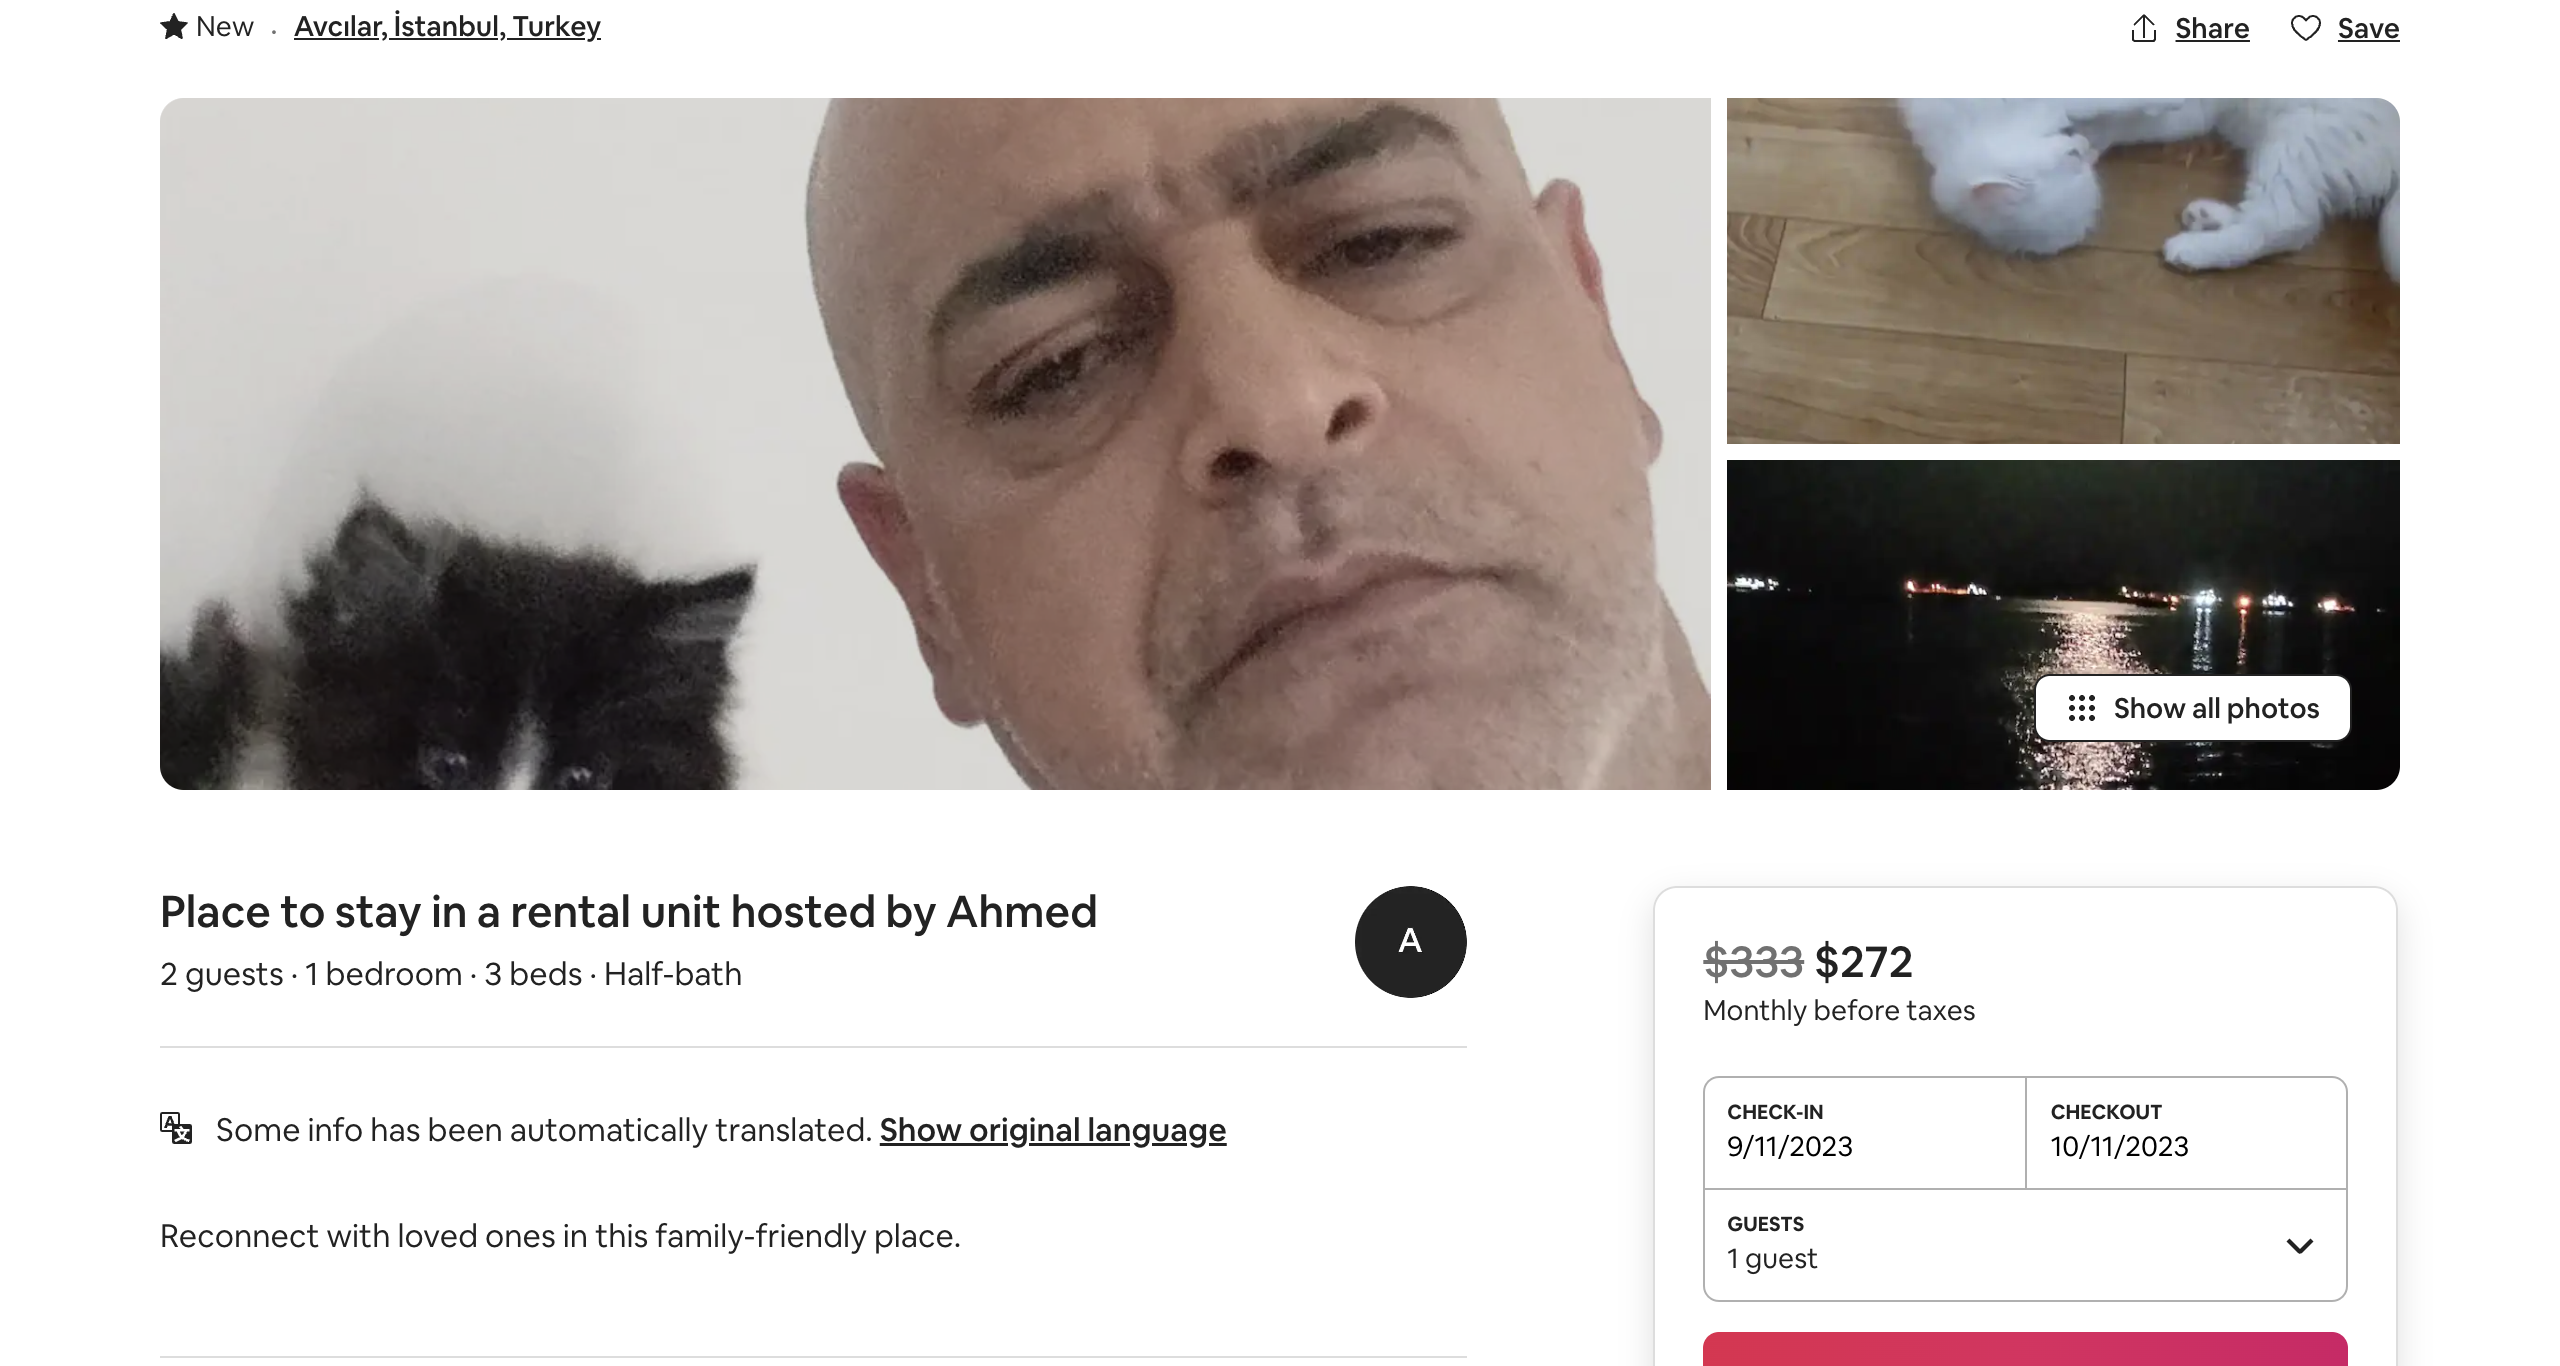 New · Avcılar, İstanbul, Turkey
Share Save
Show all photos
Place to stay in a rental unit hosted by Ahmed
A
2 guests · 1 bedroom · 3 beds · Half-bath
Some info has been automatically translated. Show original language
Reconnect with loved ones in this family-friendly place.
$333 $272
Monthly before taxes
CHECK-IN
9/11/2023
CHECKOUT
10/11/2023
GUESTS
1 guest